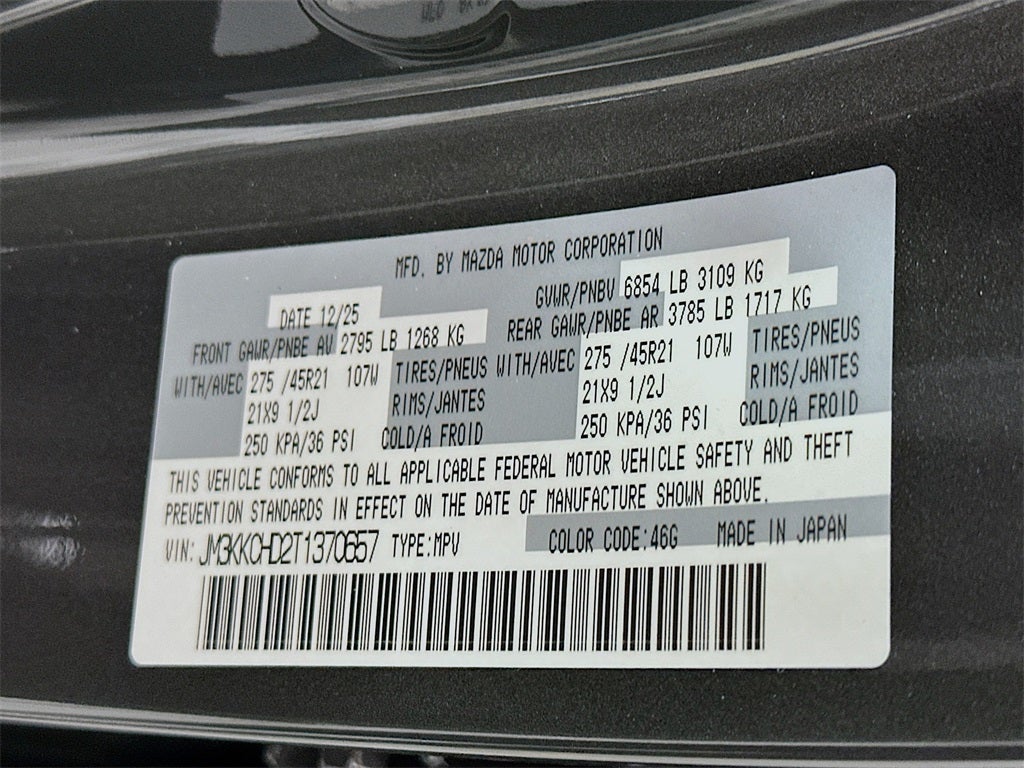 MFD. BY MAZDA MOTOR CORPORATION
DATE 12/25 GVWR/PNBV 6854 LB 3109 KG
FRONT GAWR/PNBE AV 2795 LB 1268 KG REAR GAWR/PNBE AR 3785 LB 1717 KG
WITH/AVEC 275 /45R21 107W TIRES/PNEUS WITH/AVEC 275 /45R21 107W TIRES/PNEUS
21X9 1/2J RIMS/JANTES 21X9 1/2J RIMS/JANTES
250 KPA/36 PSI COLD/A FROID 250 KPA/36 PSI COLD/A FROID
THIS VEHICLE CONFORMS TO ALL APPLICABLE FEDERAL MOTOR VEHICLE SAFETY AND THEFT
PREVENTION STANDARDS IN EFFECT ON THE DATE OF MANUFACTURE SHOWN ABOVE.
VIN: JM3KKCHD2T1370657 TYPE:MPV COLOR CODE:46G MADE IN JAPAN